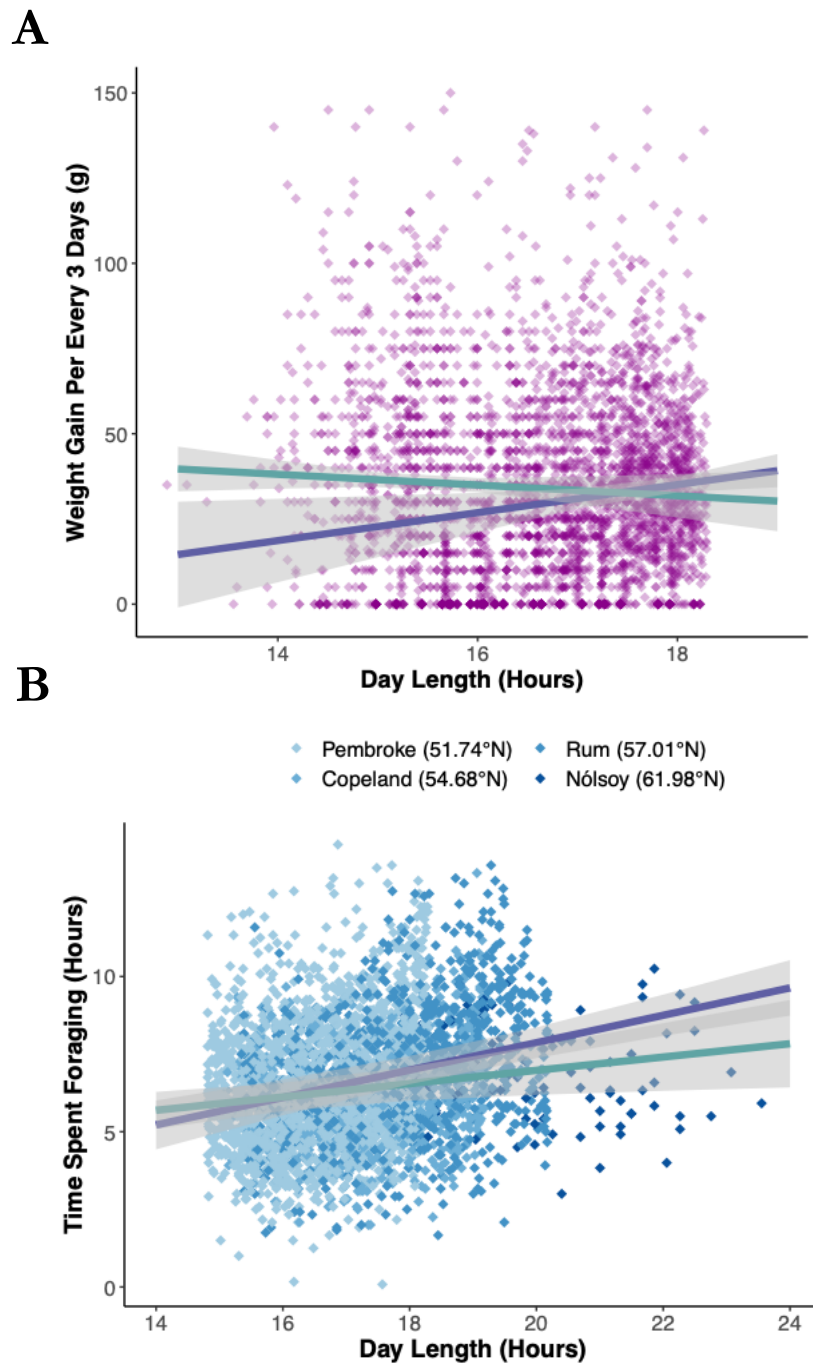 A
Weight Gain Per Every 3 Days (g)
150
100
50
0
14 16 18
Day Length (Hours)
B
Pembroke (51.74°N) Rum (57.01°N)
Copeland (54.68°N) Nólsoy (61.98°N)
Time Spent Foraging (Hours)
10
5
0
14 16 18 20 22 24
Day Length (Hours)